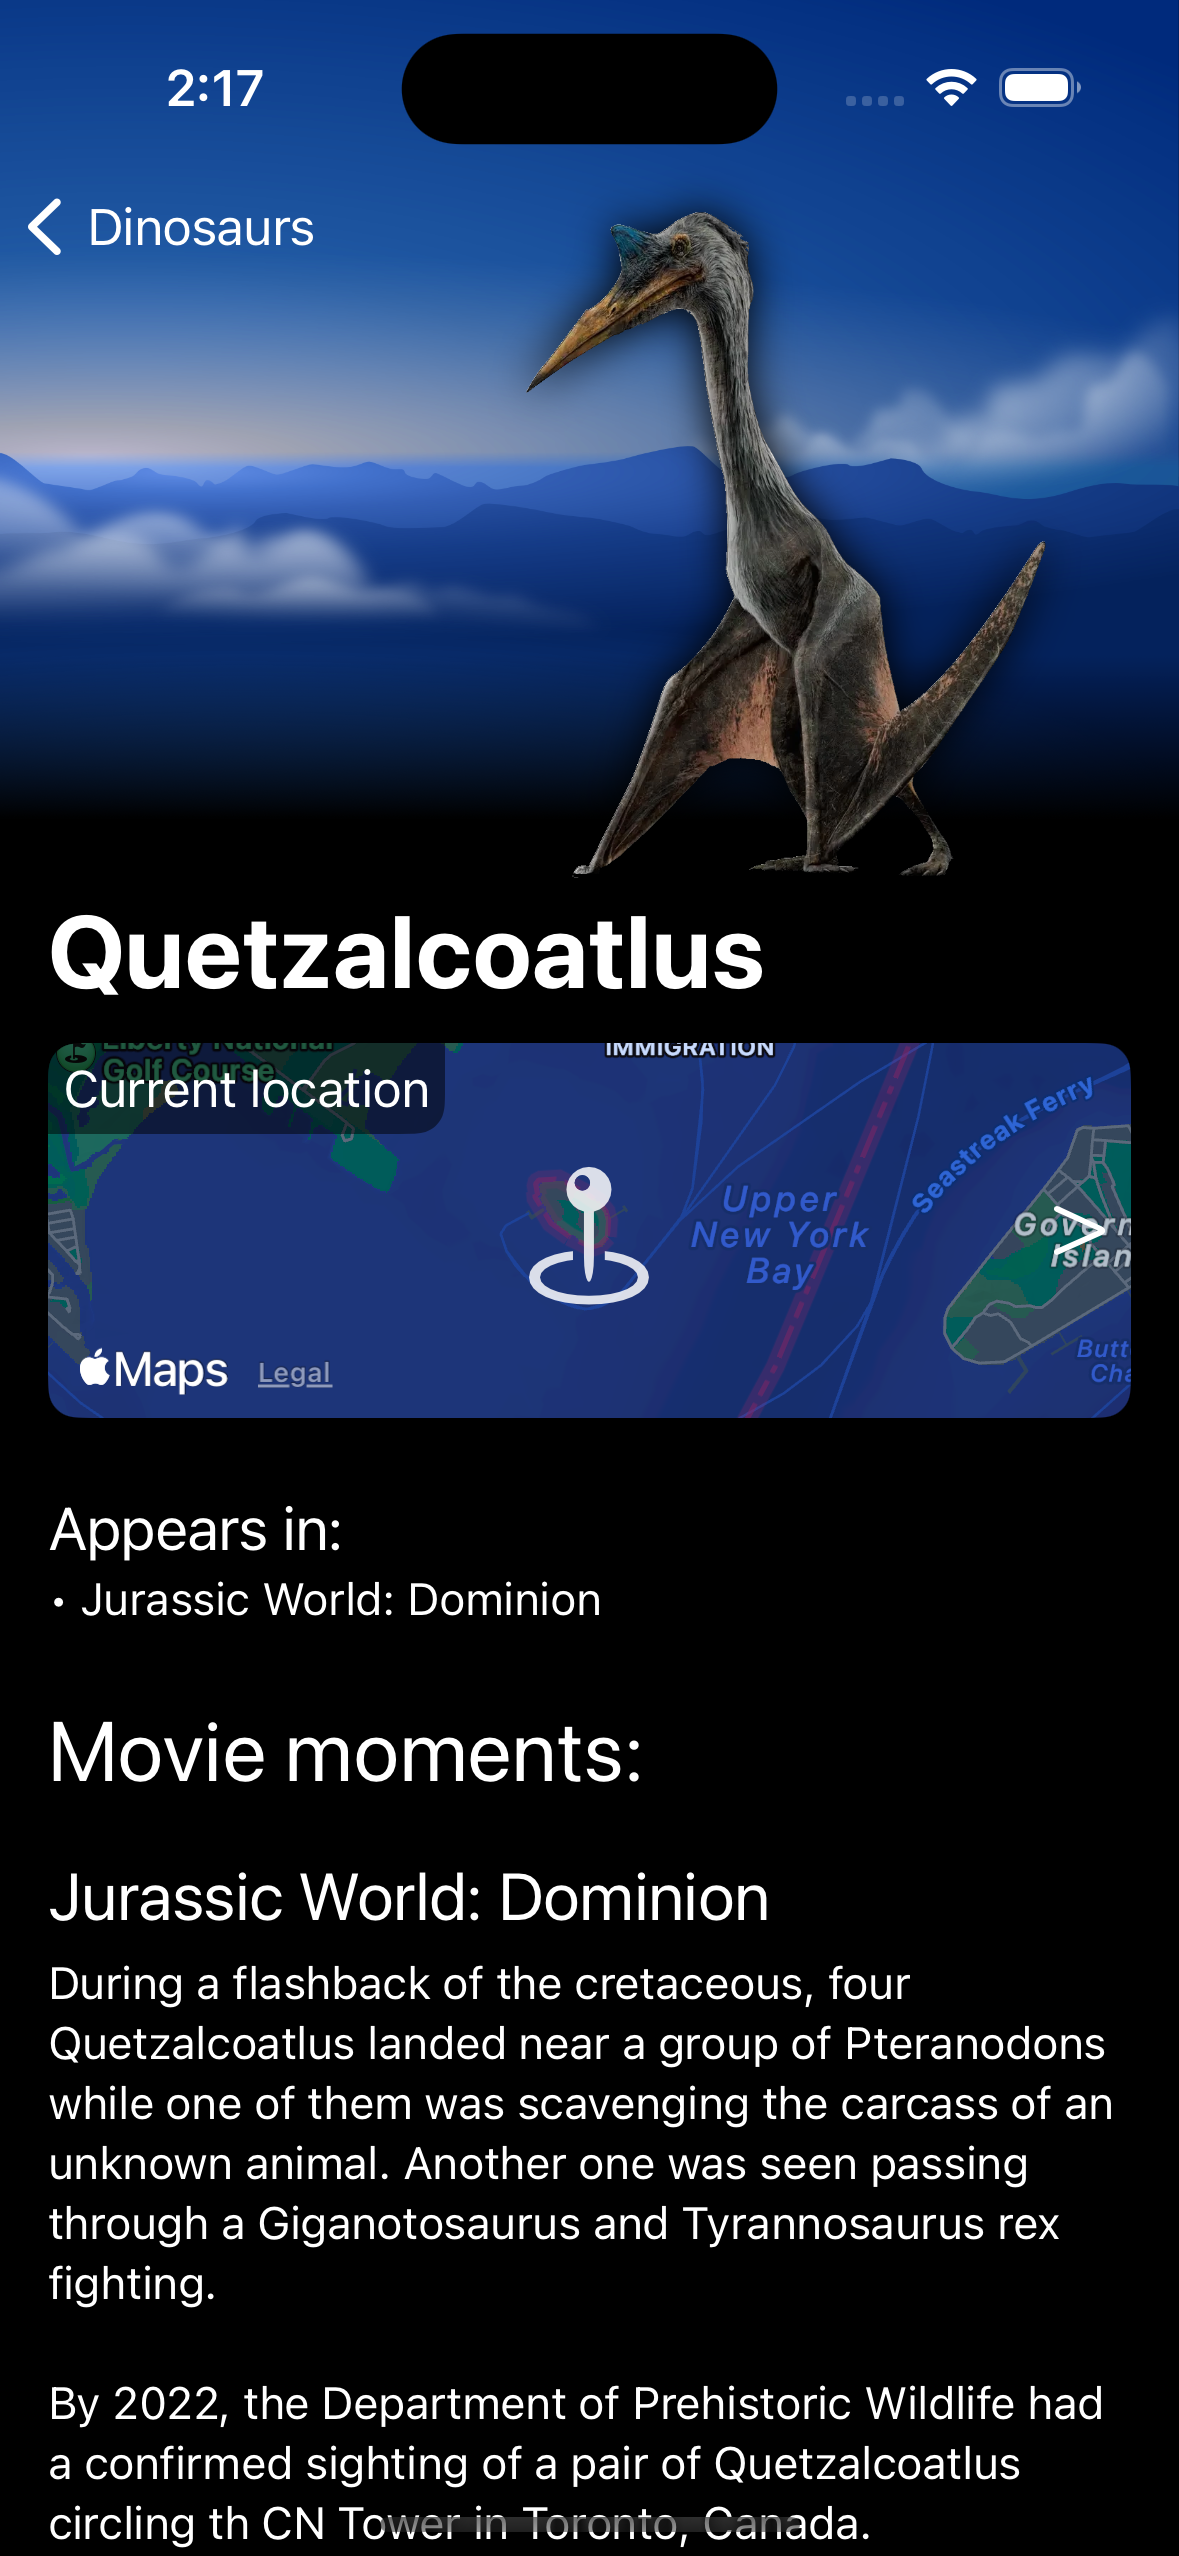 2:17
Dinosaurs
Quetzalcoatlus
Liberty National
Golf Course
Current location
IMMIGRATION
Seastreak Ferry
Upper
New York
Bay
Govern
Islan
Butt
Cha
Maps Legal
Appears in:
• Jurassic World: Dominion
Movie moments:
Jurassic World: Dominion
During a flashback of the cretaceous, four
Quetzalcoatlus landed near a group of Pteranodons
while one of them was scavenging the carcass of an
unknown animal. Another one was seen passing
through a Giganotosaurus and Tyrannosaurus rex
fighting.
By 2022, the Department of Prehistoric Wildlife had
a confirmed sighting of a pair of Quetzalcoatlus
circling th CN Tower in Toronto, Canada.